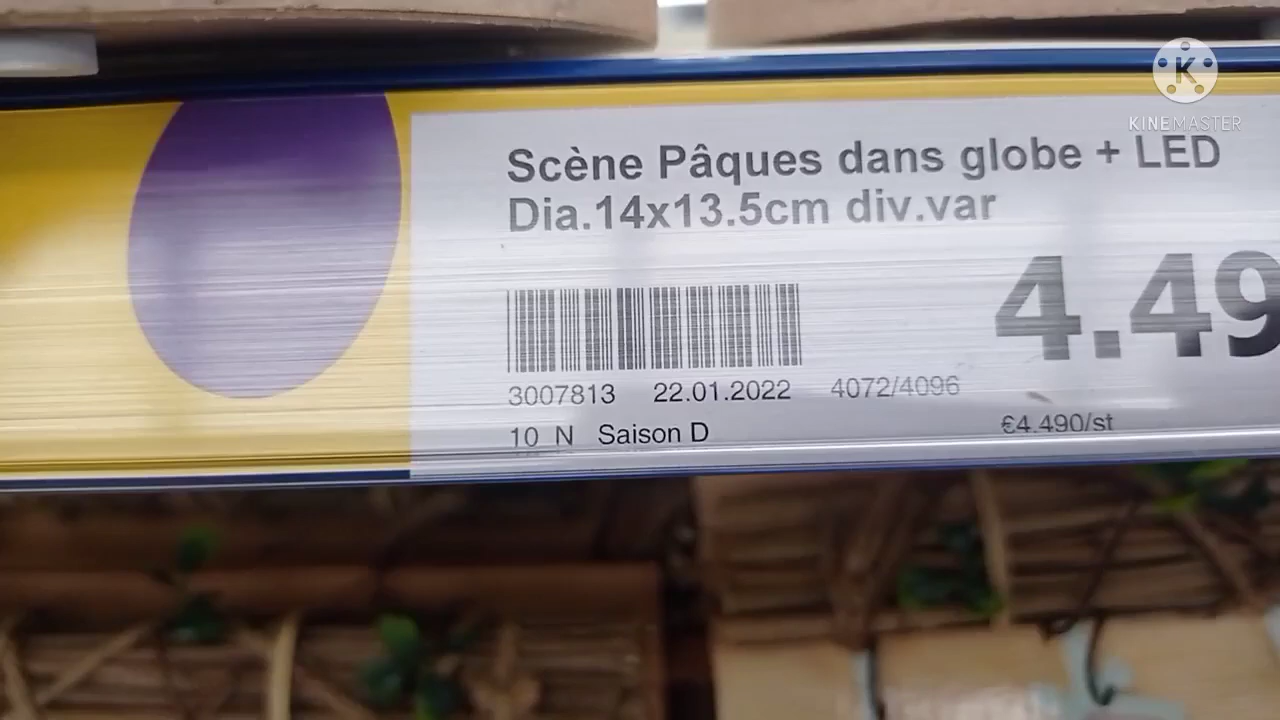 KINEMASTER
Scène Pâques dans globe + LED
Dia.14x13.5cm div.var
4.49
3007813 22.01.2022 4072/4096
€4.490/st
10 N Saison D